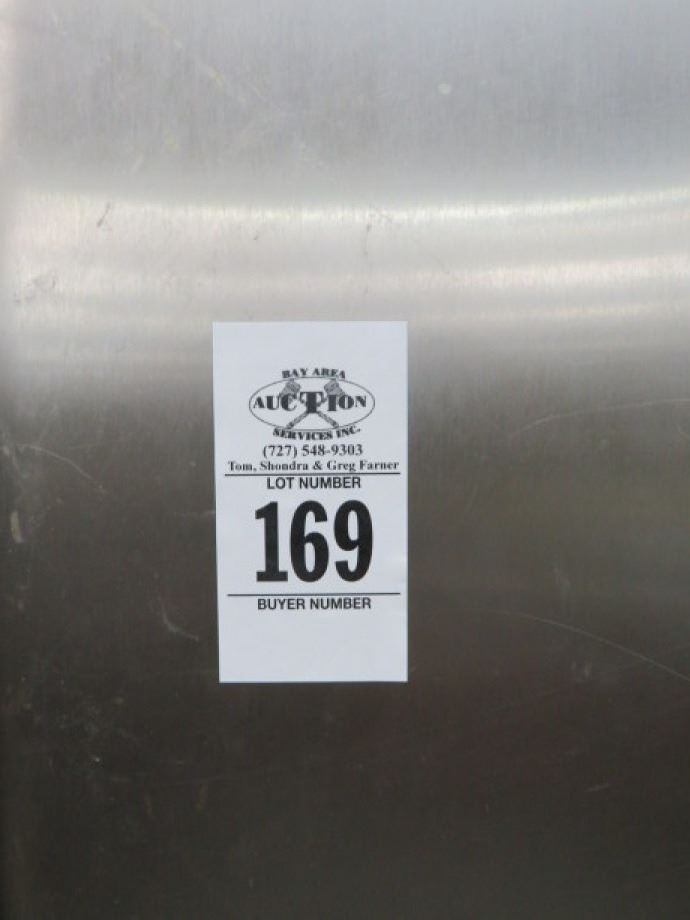 BAY AREA
AUCTION
SERVICES INC.
(727) 548-9303
Tom, Shondra & Greg Farner
LOT NUMBER
169
BUYER NUMBER